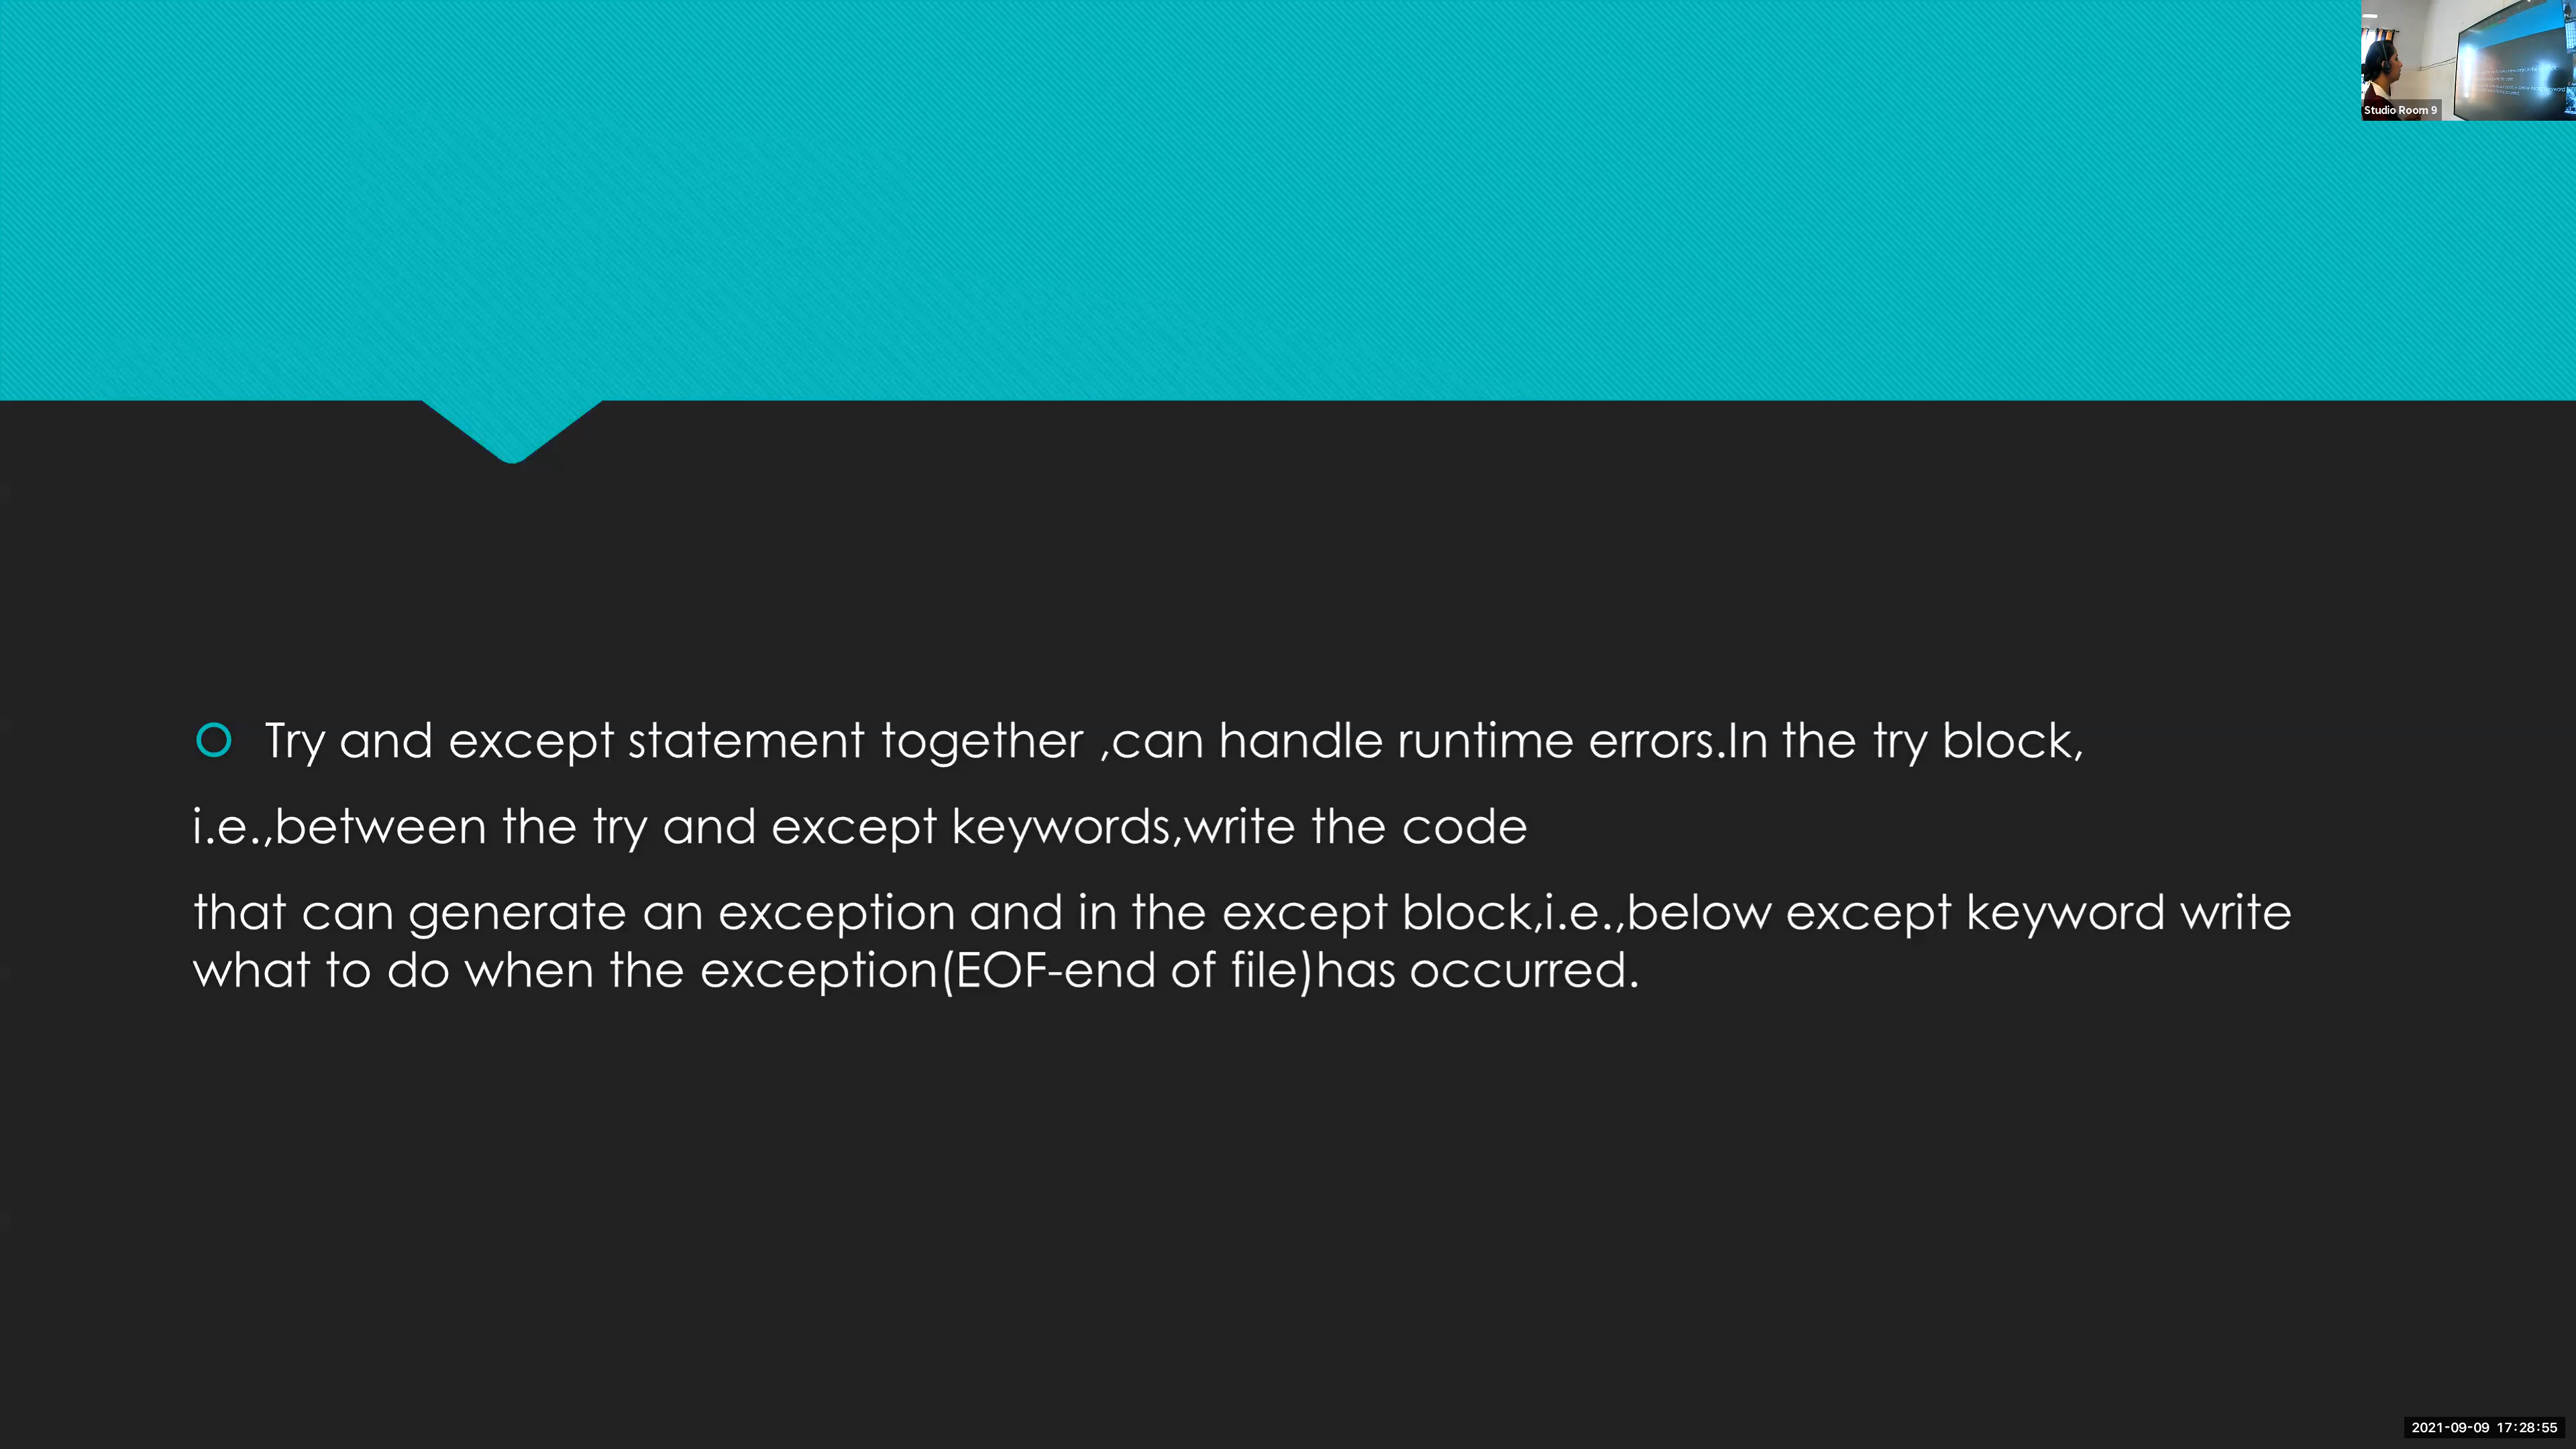 Studio Room 9
Try and except statement together ,can handle runtime errors.In the try block,
i.e.,between the try and except keywords,write the code
that can generate an exception and in the except block,i.e.,below except keyword write
what to do when the exception(EOF-end of file)has occurred.
2021-09-09 17:28:55